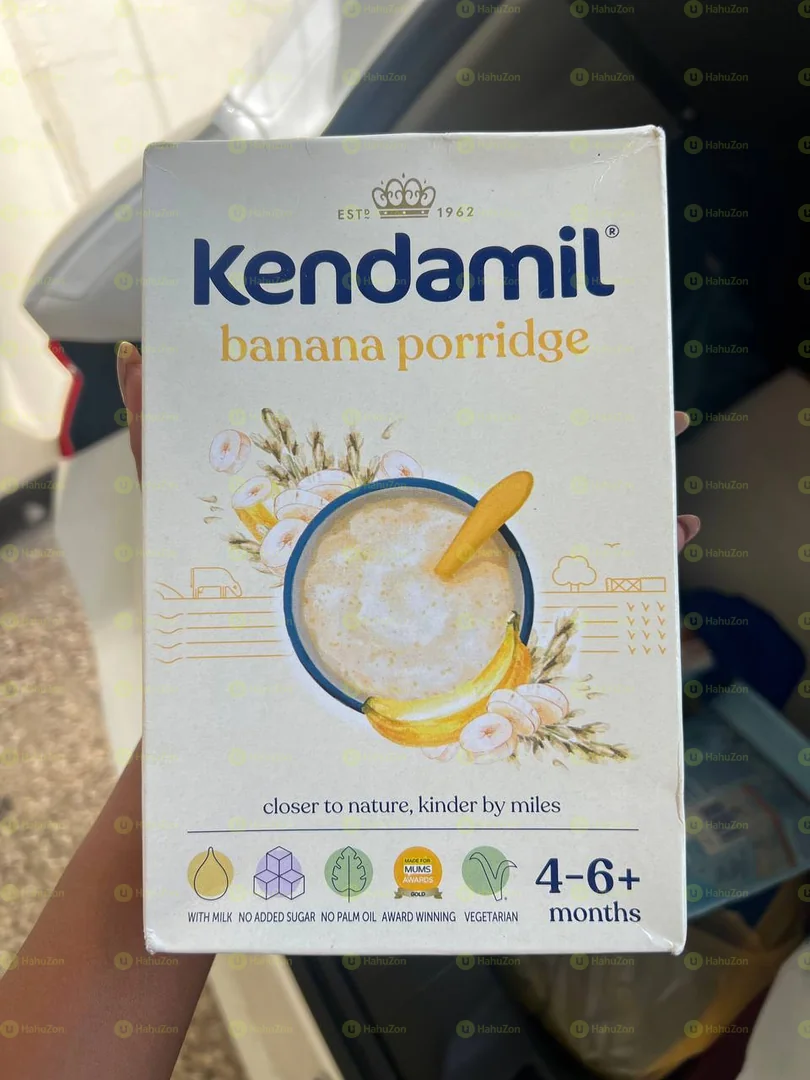 ESTD 1962
Kendamil®
banana porridge
closer to nature, kinder by miles
MADE FOR
MUMS
AWARDS
GOLD
WITH MILK NO ADDED SUGAR NO PALM OIL AWARD WINNING VEGETARIAN
4-6+
months
HahuZon